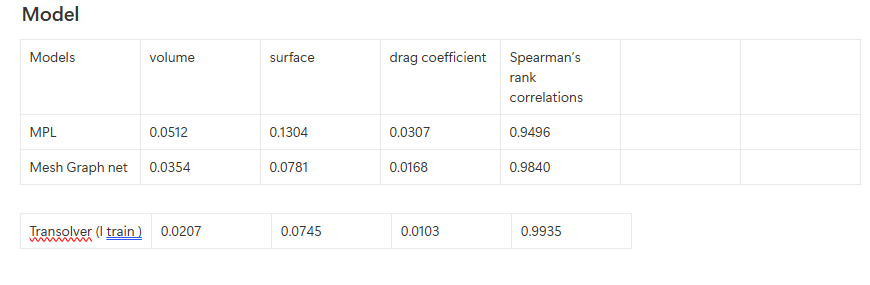 Model
Models volume surface drag coefficient Spearman's
rank
correlations
MPL 0.0512 0.1304 0.0307 0.9496
Mesh Graph net 0.0354 0.0781 0.0168 0.9840
Transolver (I train ) 0.0207 0.0745 0.0103 0.9935